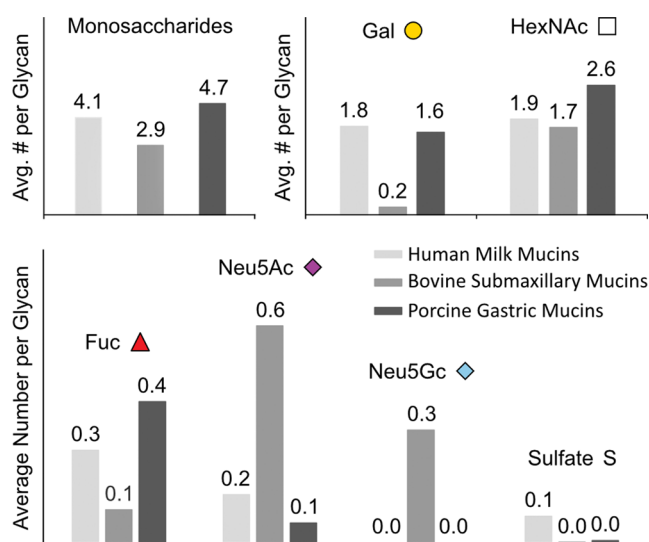 Monosaccharides
Avg. # per Glycan
4.1
2.9
4.7
Gal
HexNAc
Avg. # per Glycan
1.8
0.2
1.6
1.9
1.7
2.6
Average Number per Glycan
Human Milk Mucins
Bovine Submaxillary Mucins
Porcine Gastric Mucins
Fuc
0.3
0.1
0.4
Neu5Ac
0.2
0.6
0.1
Neu5Gc
0.0
0.3
0.0
Sulfate S
0.1
0.0
0.0